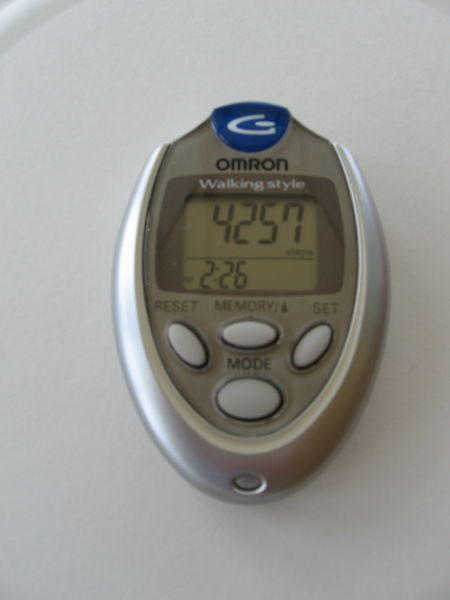 OMRON
Walking style
4257
steps
PM 2:26
RESET MEMORY/▲ SET
MODE